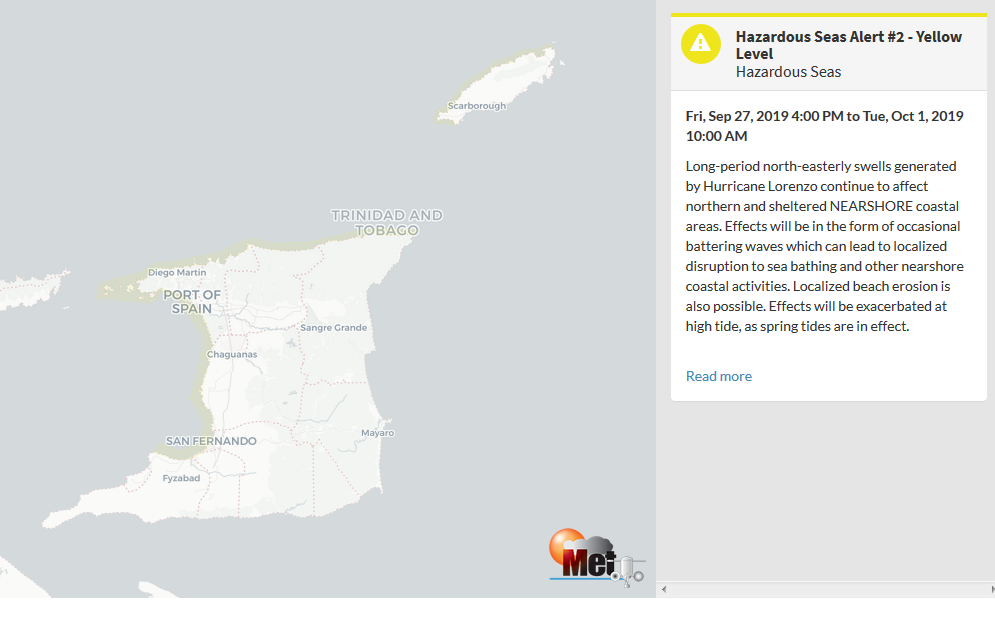 Hazardous Seas Alert #2 - Yellow
Level
Hazardous Seas
Fri, Sep 27, 2019 4:00 PM to Tue, Oct 1, 2019
10:00 AM
Long-period north-easterly swells generated
by Hurricane Lorenzo continue to affect
northern and sheltered NEARSHORE coastal
areas. Effects will be in the form of occasional
battering waves which can lead to localized
disruption to sea bathing and other nearshore
coastal activities. Localized beach erosion is
also possible. Effects will be exacerbated at
high tide, as spring tides are in effect.
Read more
Scarborough
TRINIDAD AND
TOBAGO
Diego Martin
PORT OF
SPAIN
Sangre Grande
Chaguanas
Mayaro
SAN FERNANDO
Fyzabad
Met